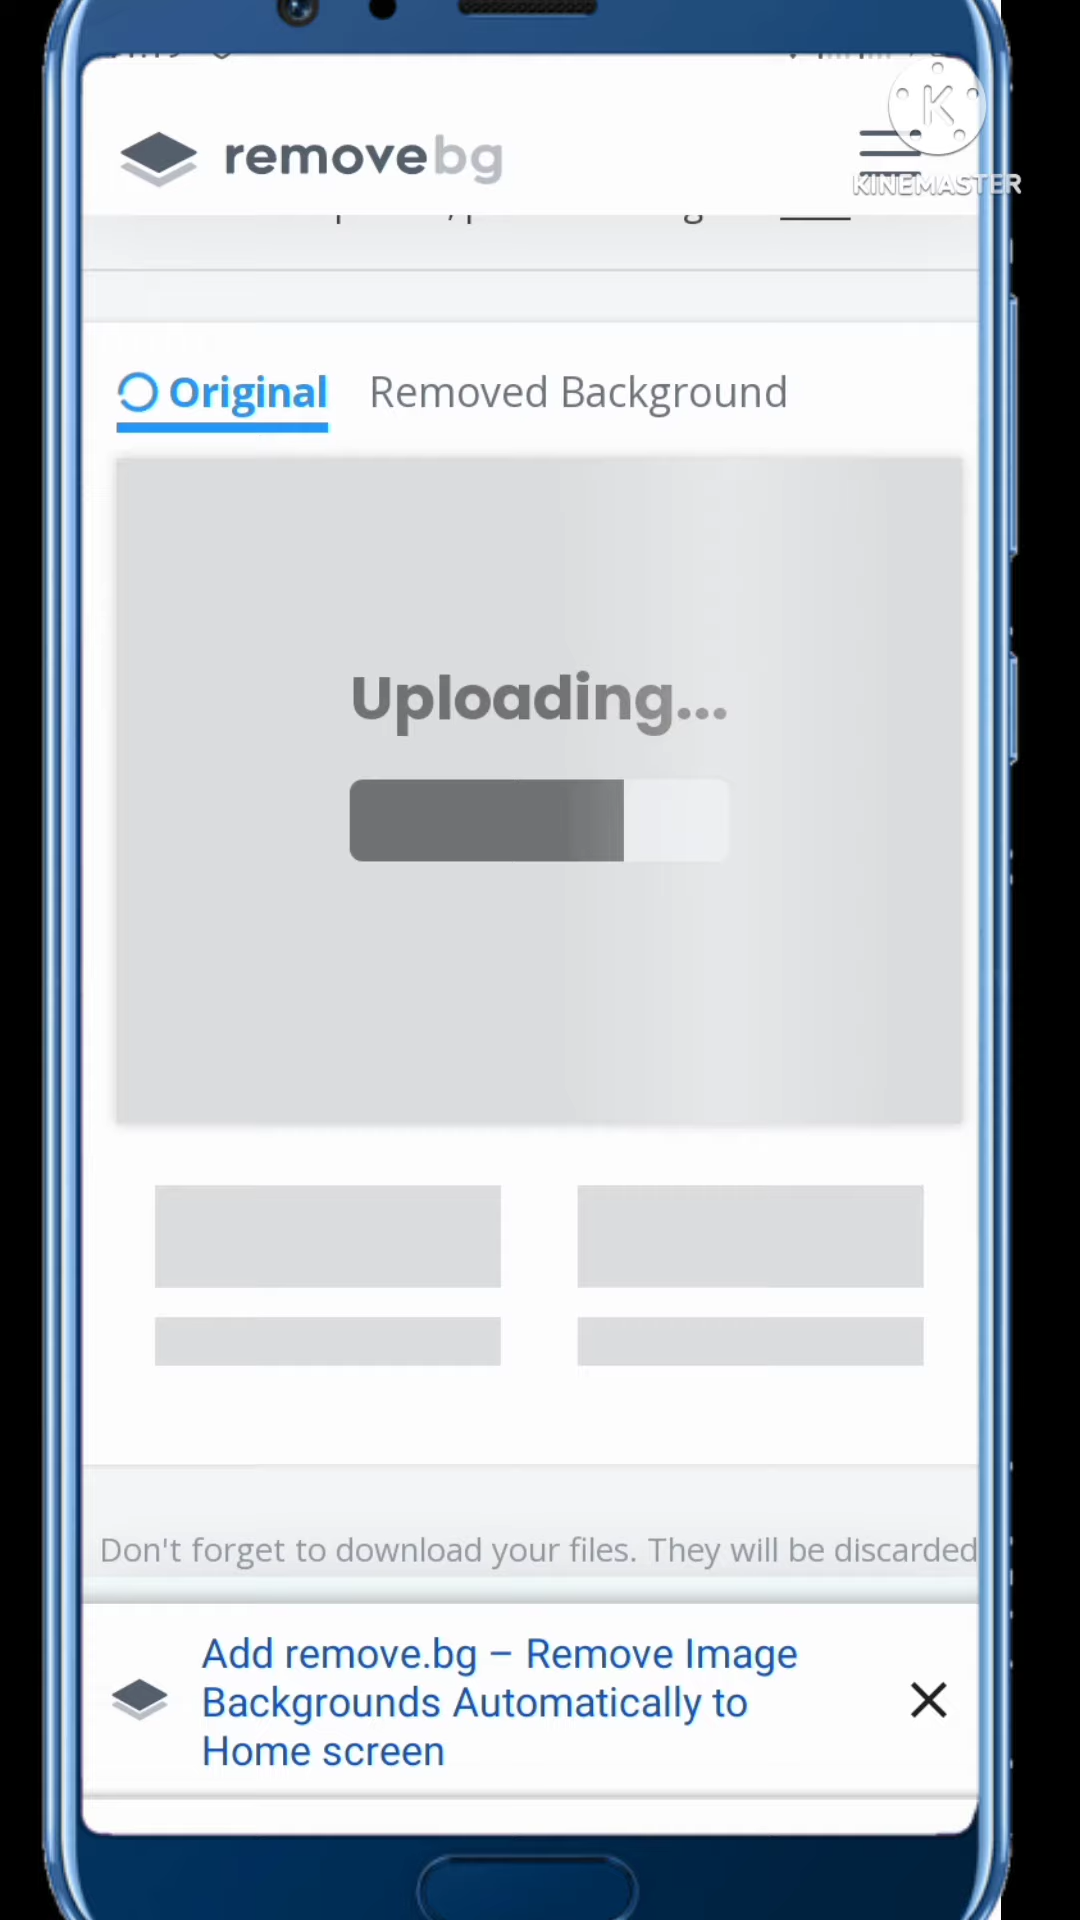 removebg
KINEMASTER
Original Removed Background
Uploading...
Don't forget to download your files. They will be discarded
Add remove.bg – Remove Image
Backgrounds Automatically to
Home screen